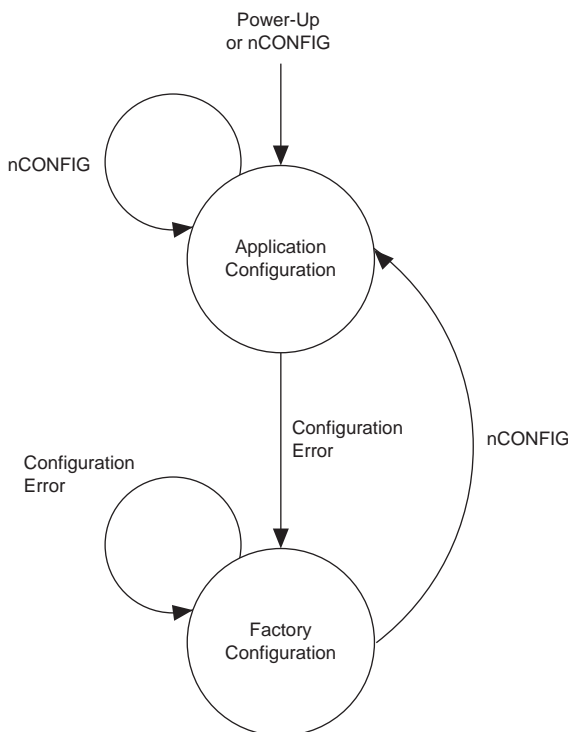 Power-Up
or nCONFIG
nCONFIG
Application
Configuration
Configuration
Error
nCONFIG
Configuration
Error
Factory
Configuration